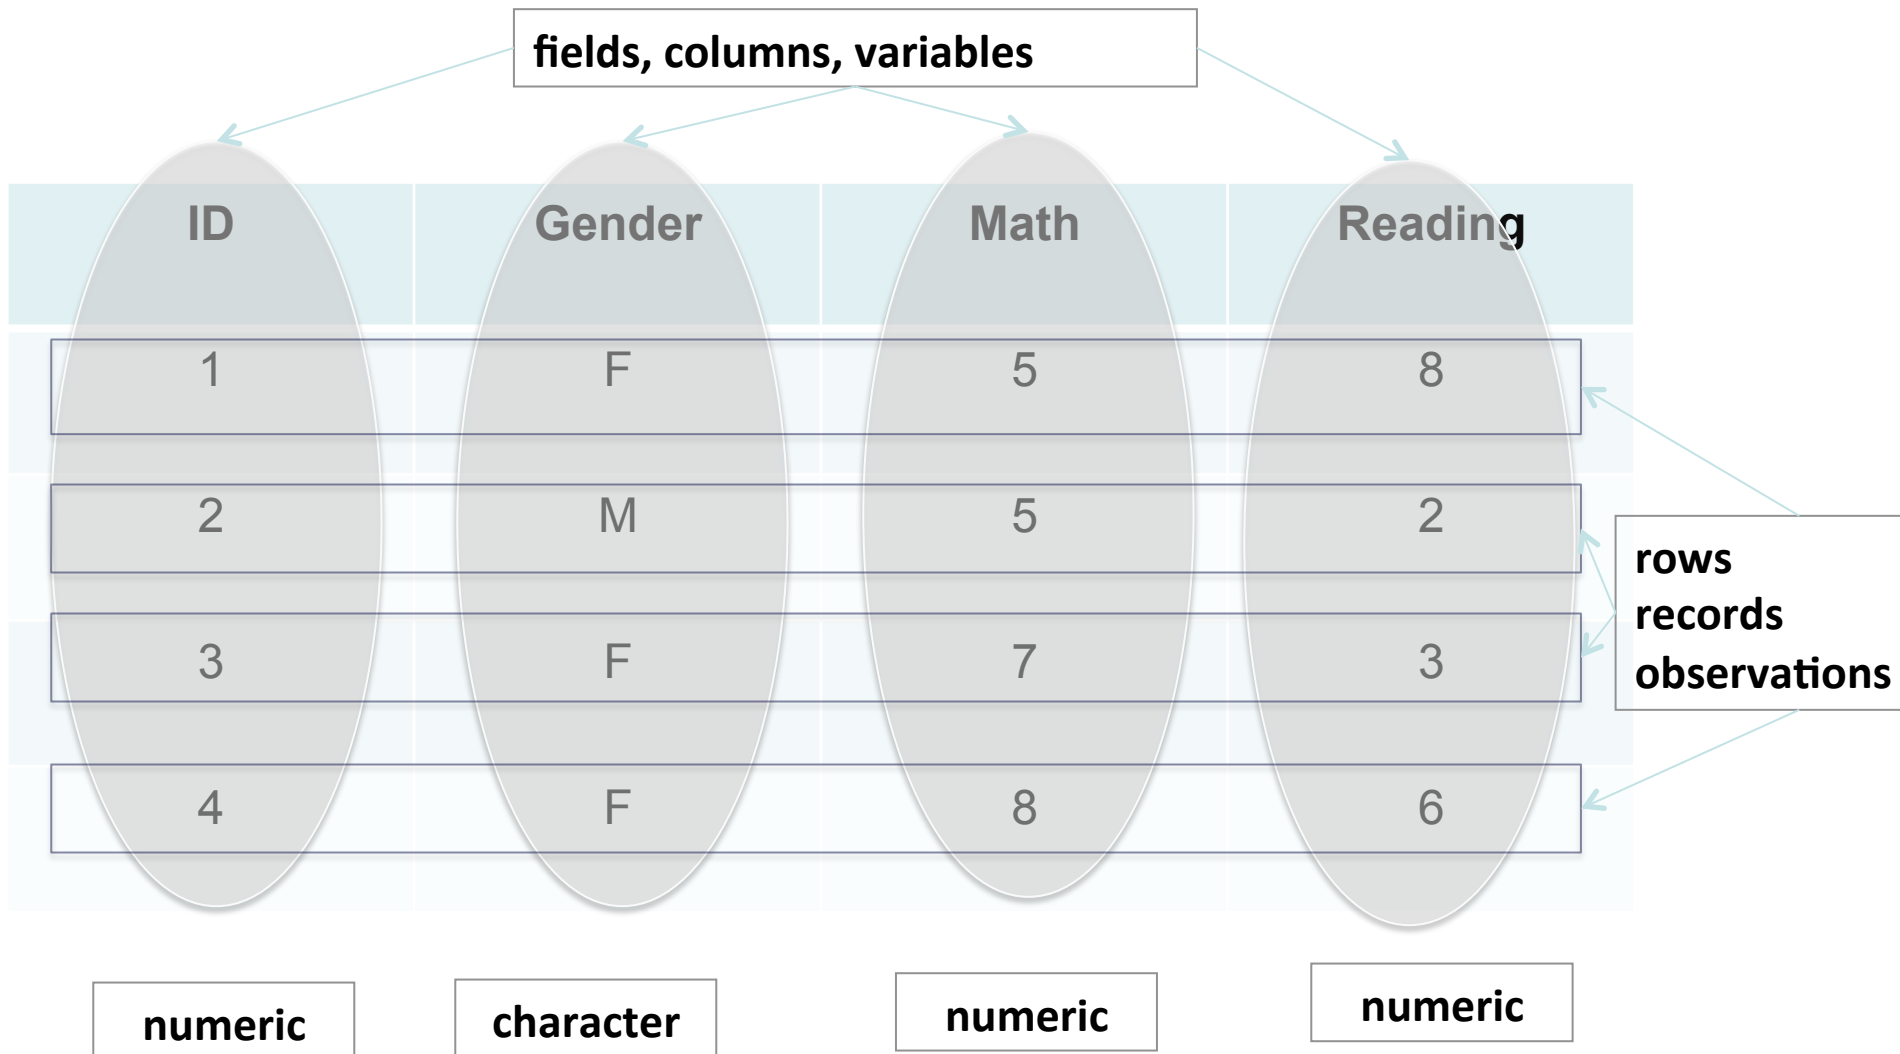 fields, columns, variables
ID Gender Math Reading
1 F 5 8
2 M 5 2
3 F 7 3
4 F 8 6
rows
records
observations
numeric character numeric numeric